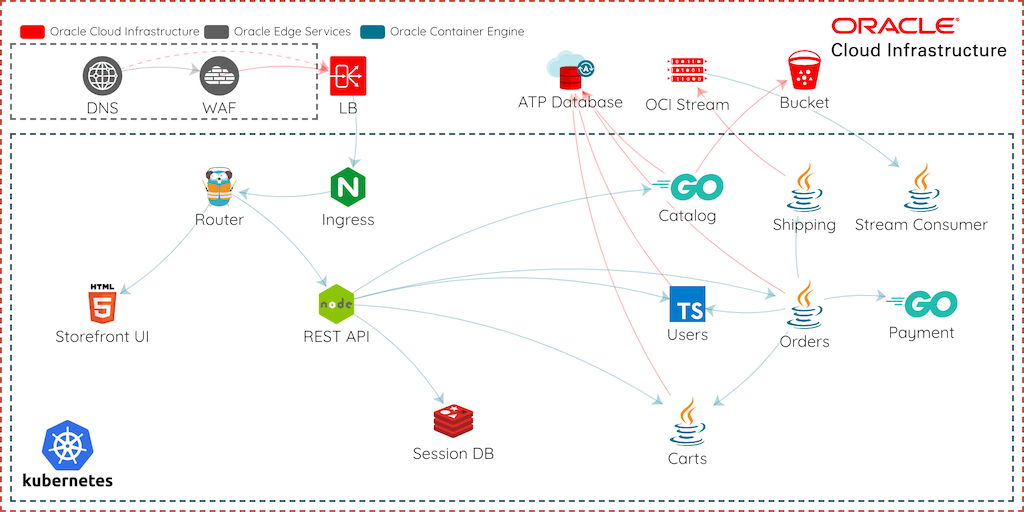 Oracle Cloud Infrastructure Oracle Edge Services Oracle Container Engine
ORACLE®
Cloud Infrastructure
DNS
WAF
LB
ATP Database
OCI Stream
Bucket
Router
N
Ingress
GO
Catalog
Shipping
Stream Consumer
HTML
5
Storefront UI
node
REST API
TS
Users
Orders
GO
Payment
Session DB
Carts
kubernetes